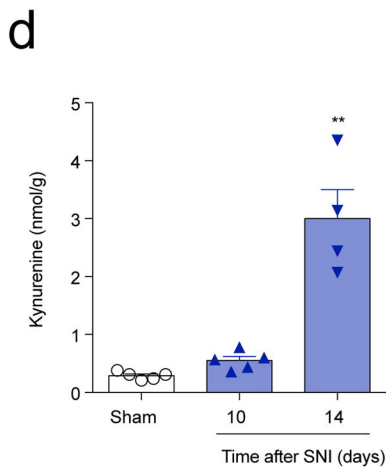 d
Kynurenine (nmol/g)
5
4
3
2
1
0
**
Sham
10
14
Time after SNI (days)